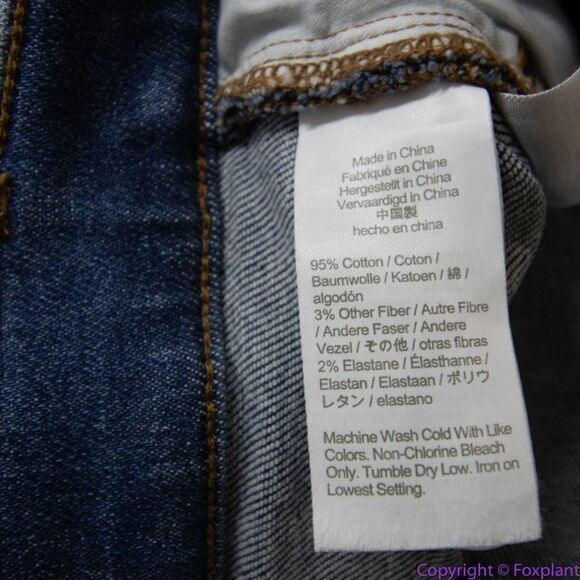 Made in China
Fabriqué en Chine
Hergestellt in China
Vervaardigd in China
中国製
hecho en china
95% Cotton / Coton /
Baumwolle / Katoen / 綿 /
algodón
3% Other Fiber / Autre Fibre
/ Andere Faser / Andere
Vezel / その他 / otras fibras
2% Elastane / Élasthanne /
Elastan / Elastaan / ポリウ
レタン / elastano
Machine Wash Cold With Like
Colors. Non-Chlorine Bleach
Only. Tumble Dry Low. Iron on
Lowest Setting.
Copyright © Foxplant